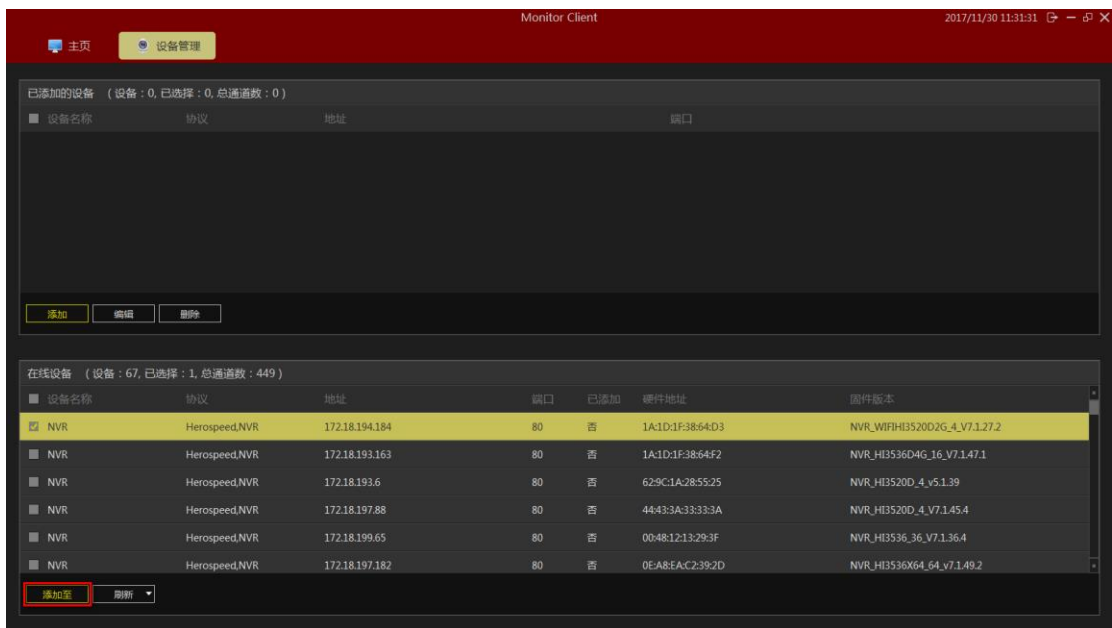 Monitor Client 2017/11/30 11:31:31
主页 设备管理
已添加的设备 （ 设备：0, 已选择：0, 总通道数：0 ）
设备名称 协议 地址 端口
添加 编辑 删除
在线设备 （ 设备：67, 已选择：1, 总通道数：449 ）
设备名称 协议 地址 端口 已添加 硬件地址 固件版本
NVR Herospeed,NVR 172.18.194.184 80 否 1A:1D:1F:38:64:D3 NVR_WIFIHI3520D2G_4_V7.1.27.2
NVR Herospeed,NVR 172.18.193.163 80 否 1A:1D:1F:38:64:F2 NVR_HI3536D4G_16_V7.1.47.1
NVR Herospeed,NVR 172.18.193.6 80 否 62:9C:1A:28:55:25 NVR_HI3520D_4_v5.1.39
NVR Herospeed,NVR 172.18.197.88 80 否 44:43:3A:33:33:3A NVR_HI3520D_4_V7.1.45.4
NVR Herospeed,NVR 172.18.199.65 80 否 00:48:12:13:29:3F NVR_HI3536_36_V7.1.36.4
NVR Herospeed,NVR 172.18.197.182 80 否 0E:A8:EA:C2:39:2D NVR_HI3536X64_64_v7.1.49.2
添加至 刷新